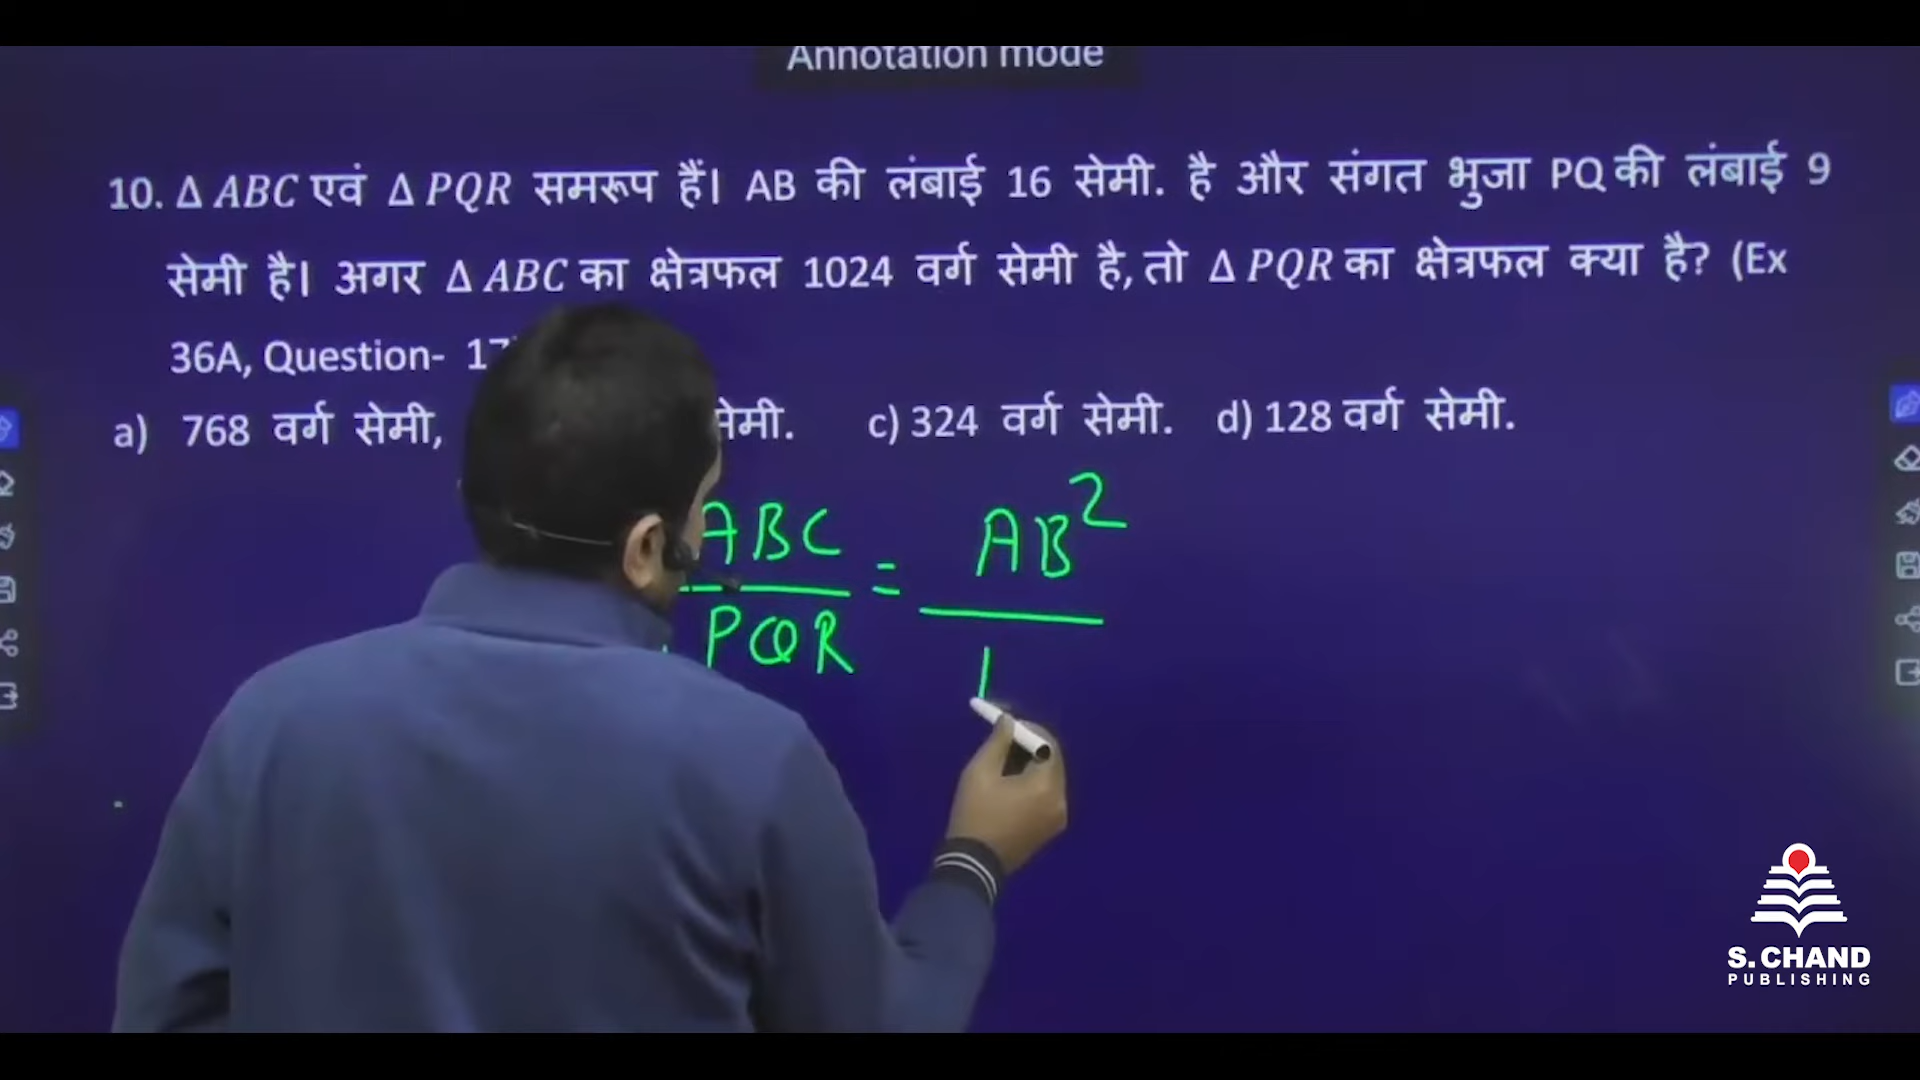 Annotation mode
10. Δ ABC एवं Δ PQR समरूप हैं। AB की लंबाई 16 सेमी. है और संगत भुजा PQ की लंबाई 9
सेमी है। अगर Δ ABC का क्षेत्रफल 1024 वर्ग सेमी है, तो Δ PQR का क्षेत्रफल क्या है? (Ex
36A, Question-
a) 768 वर्ग सेमी, सेमी. c) 324 वर्ग सेमी. d) 128 वर्ग सेमी.
ABC = AB²
PQR
S. CHAND
PUBLISHING